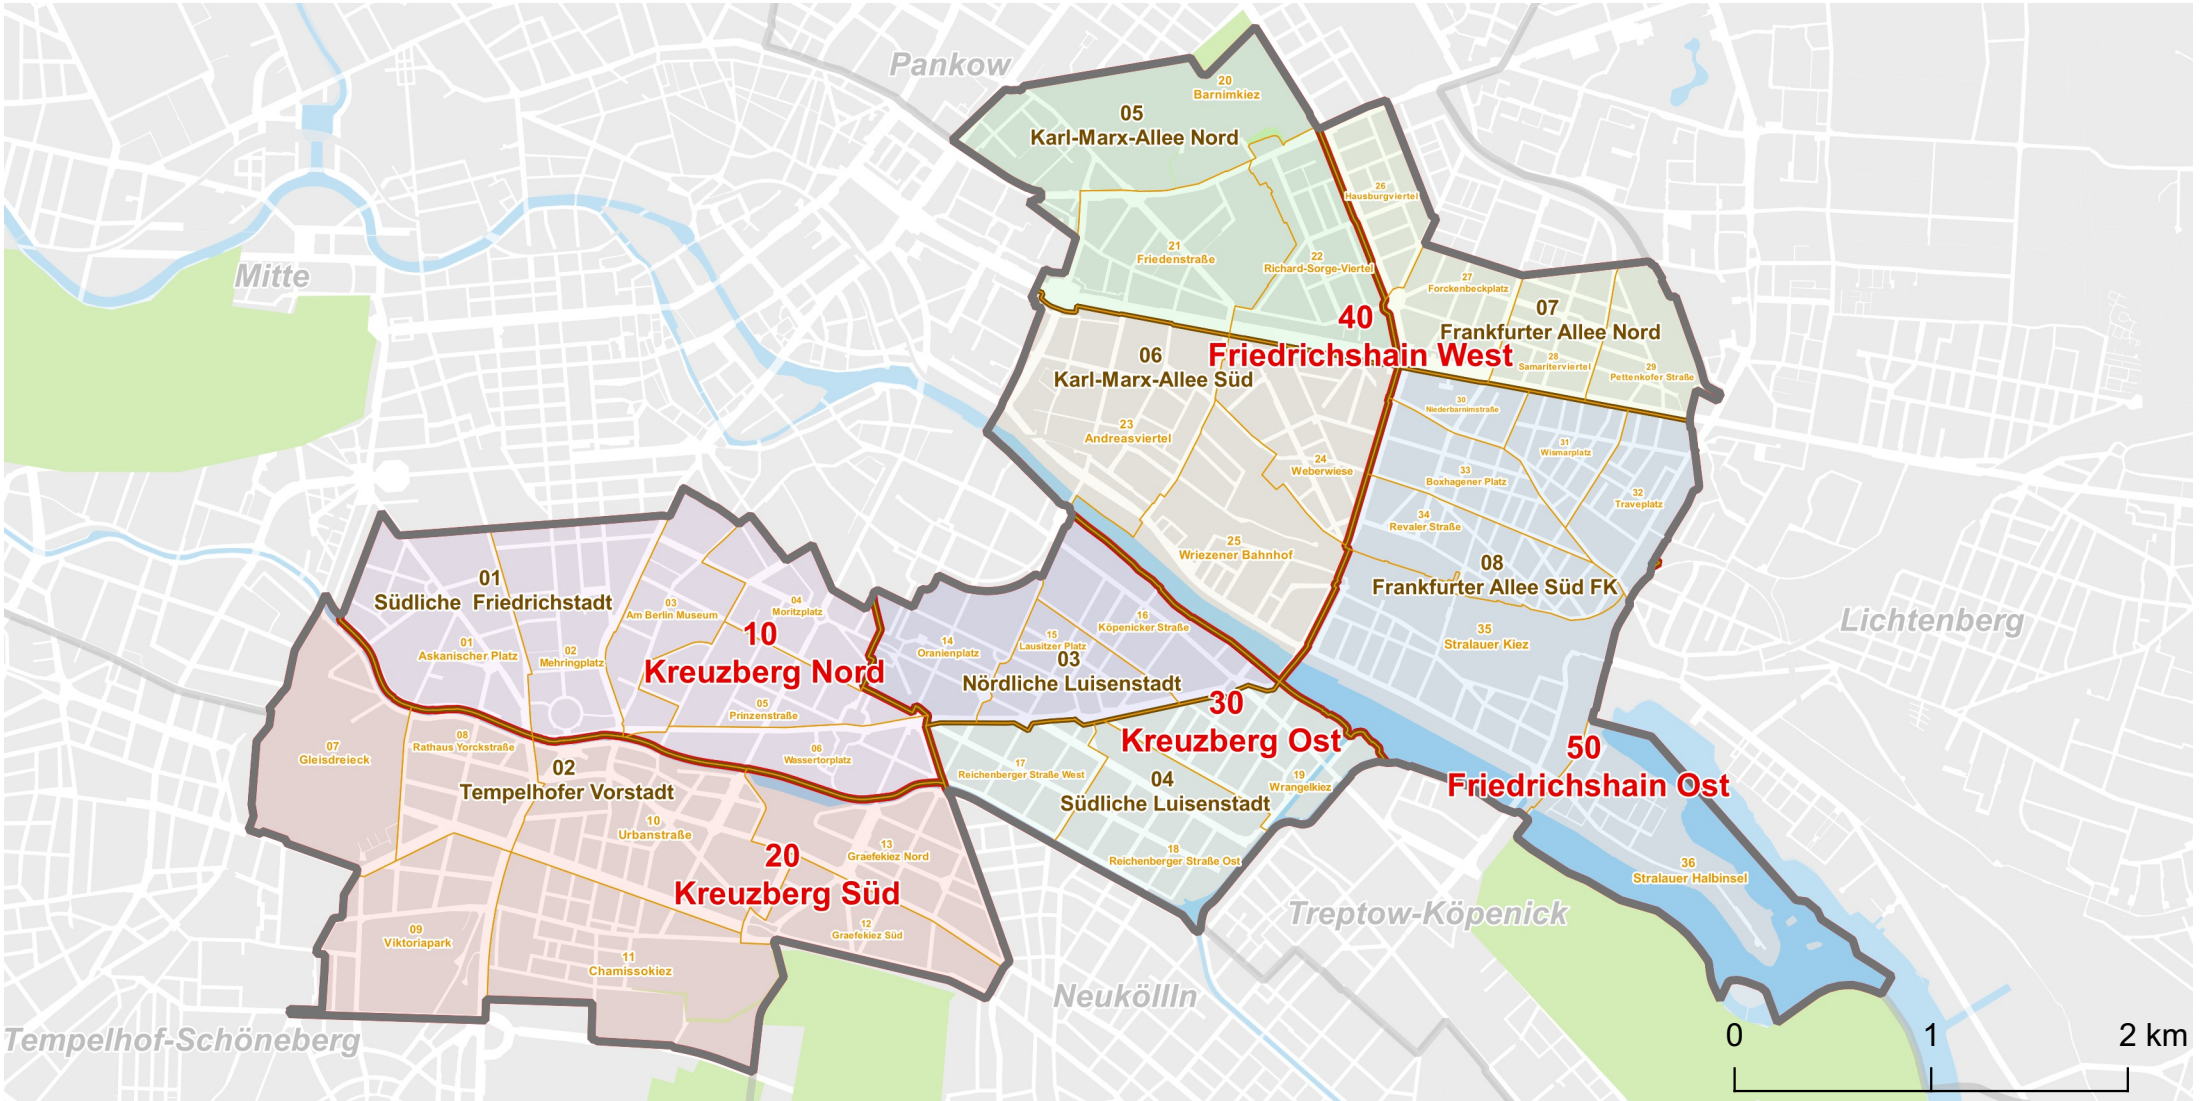 Pankow
20
Barnimkiez
05
Karl-Marx-Allee Nord
26
Hausburgviertel
Mitte
21
Friedenstraße
22
Richard-Sorge-Viertel
27
Forckenbeckplatz
07
Frankfurter Allee Nord
40
Friedrichshain West
06
Karl-Marx-Allee Süd
28
Samariterviertel
29
Pettenkofer Straße
23
Andreasviertel
30
Niederbarnimstraße
31
Wismarplatz
24
Weberwiese
33
Boxhagener Platz
32
Traveplatz
34
Revaler Straße
25
Wriezener Bahnhof
08
Frankfurter Allee Süd FK
01
Südliche Friedrichstadt
03
Am Berlin Museum
04
Moritzplatz
16
Köpenicker Straße
35
Stralauer Kiez
Lichtenberg
01
Askanischer Platz
02
Mehringplatz
10
Kreuzberg Nord
14
Oranienplatz
15
Lausitzer Platz
03
Nördliche Luisenstadt
05
Prinzenstraße
30
Kreuzberg Ost
07
Gleisdreieck
08
Rathaus Yorckstraße
06
Wassertorplatz
02
Tempelhofer Vorstadt
17
Reichenberger Straße West
04
Südliche Luisenstadt
19
Wrangelkiez
50
Friedrichshain Ost
10
Urbanstraße
13
Graefekiez Nord
18
Reichenberger Straße Ost
20
Kreuzberg Süd
36
Stralauer Halbinsel
09
Viktoriapark
12
Graefekiez Süd
Treptow-Köpenick
11
Chamissokiez
Neuköllln
Tempelhof-Schöneberg
0 1 2 km